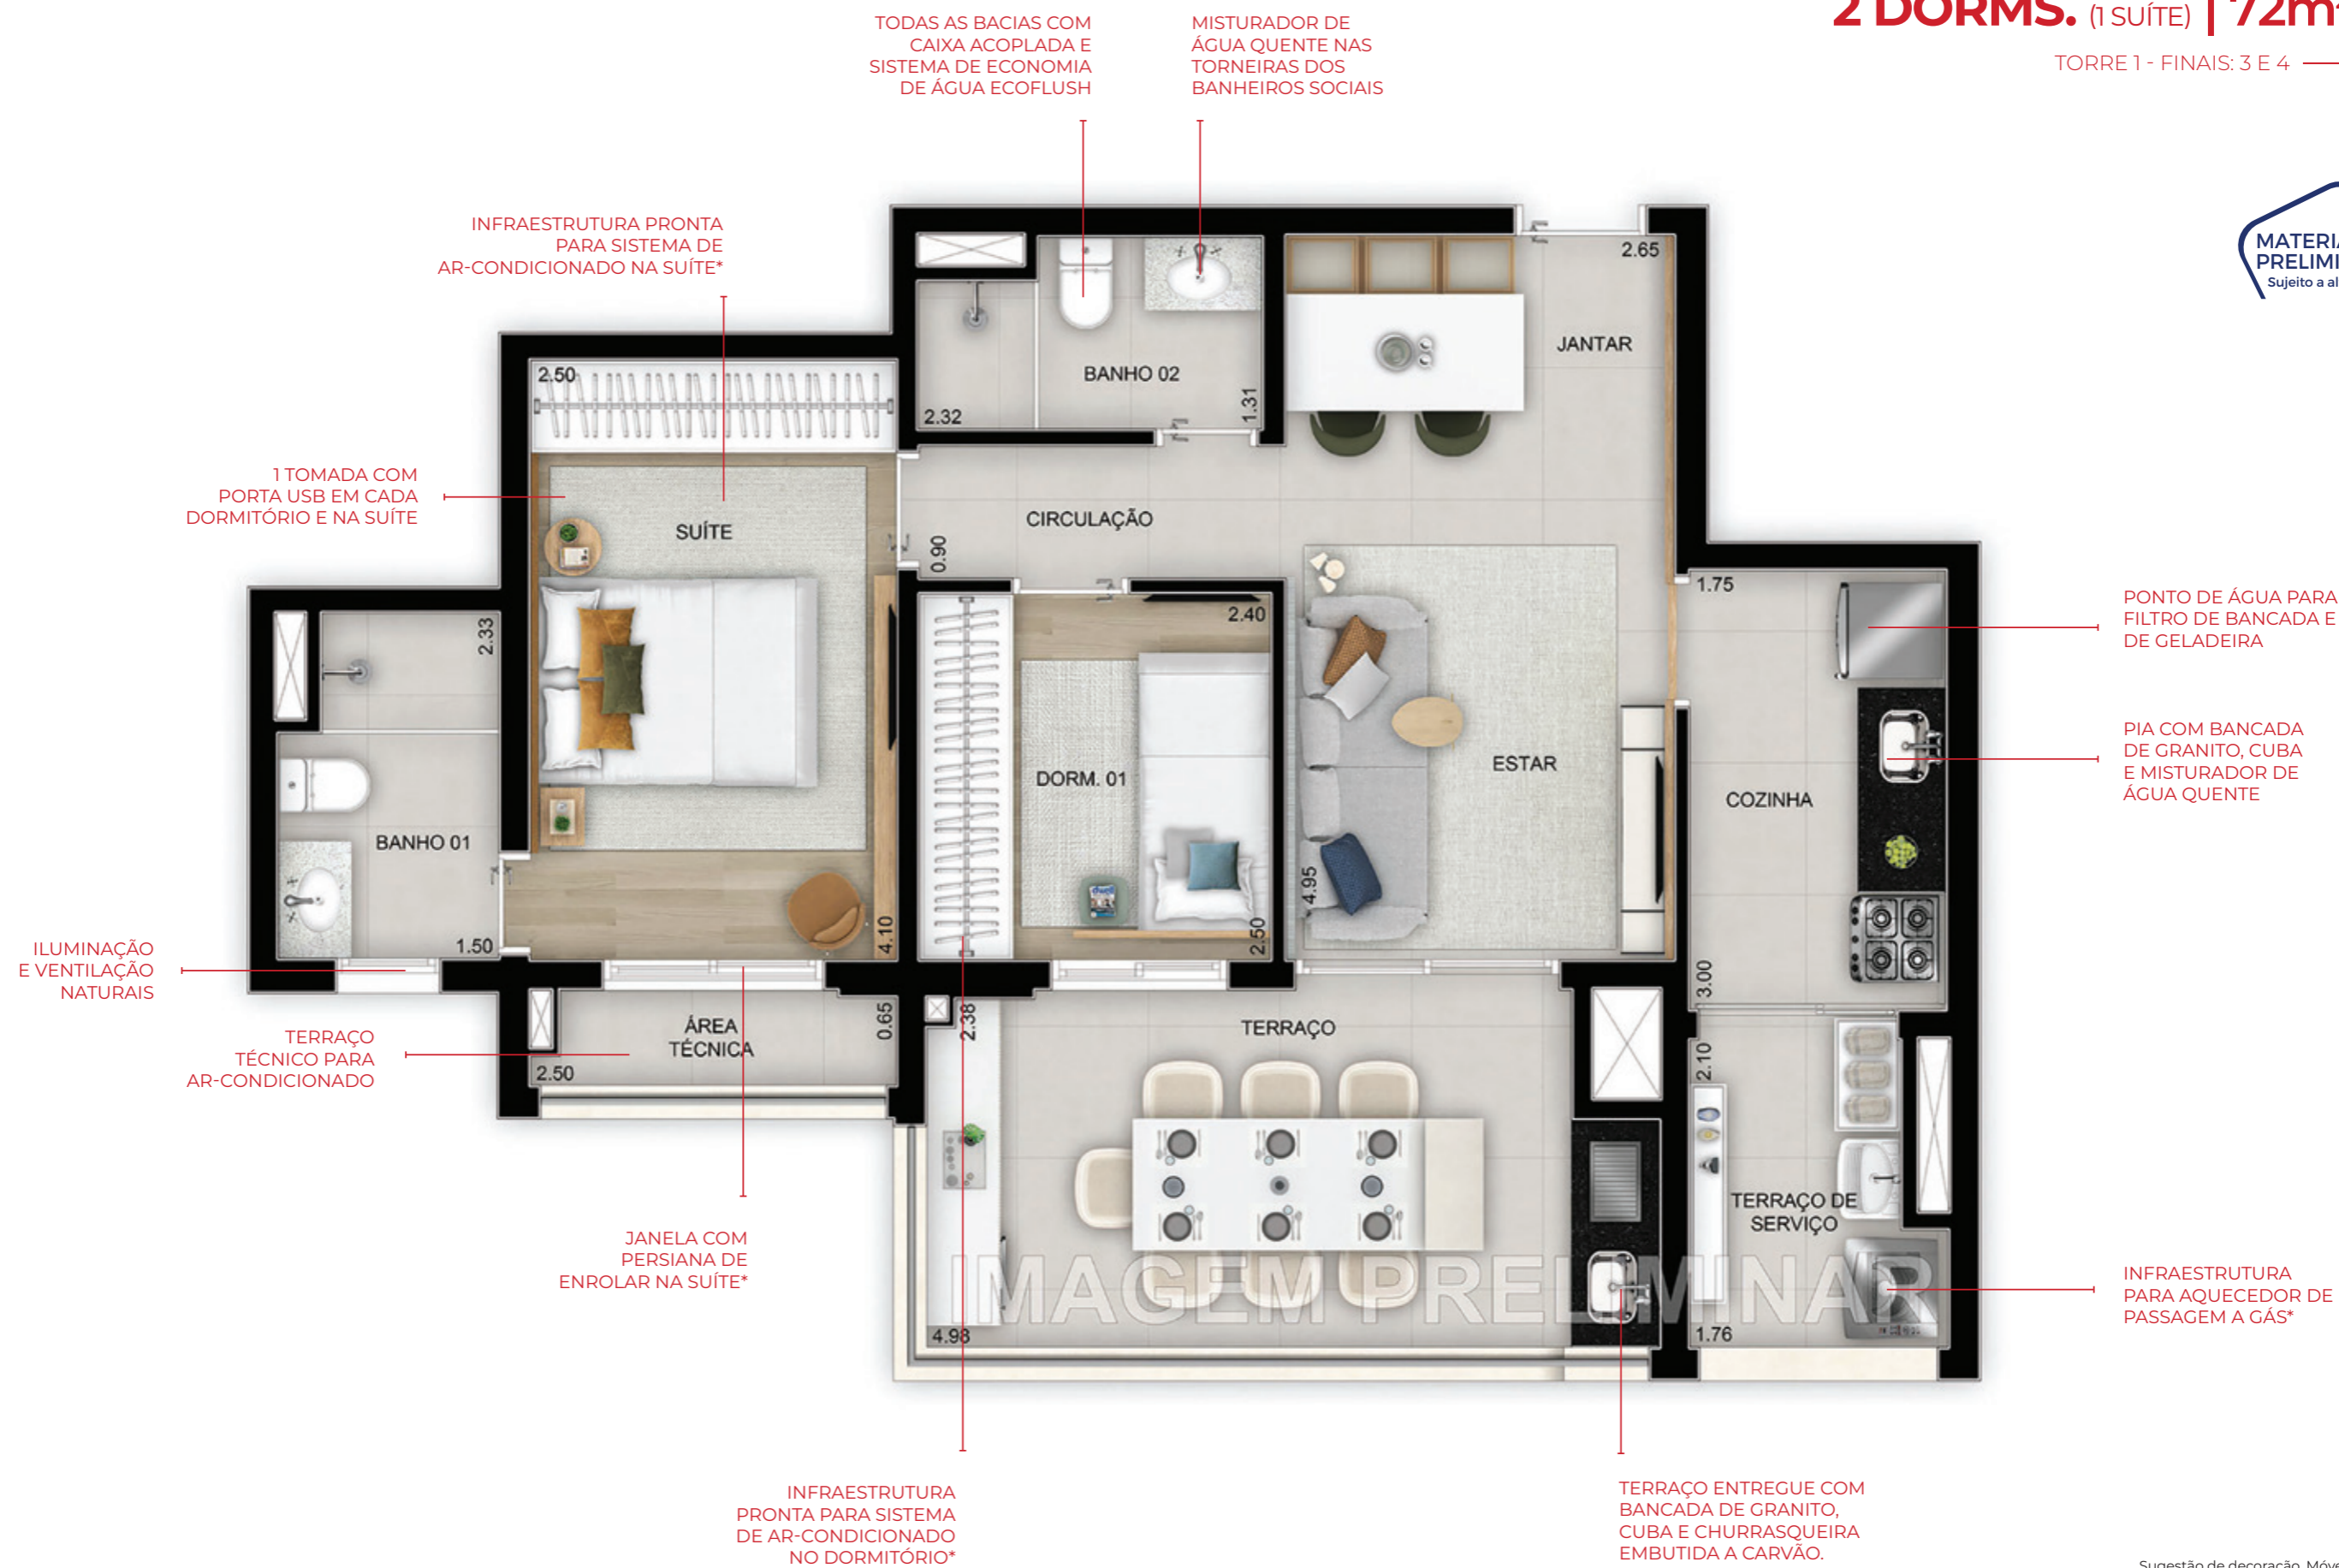 2 DORMS. (1 SUÍTE) | 72m²
TORRE 1 - FINAIS: 3 E 4
TODAS AS BACIAS COM
CAIXA ACOPLADA E
SISTEMA DE ECONOMIA
DE ÁGUA ECOFLUSH
MISTURADOR DE
ÁGUA QUENTE NAS
TORNEIRAS DOS
BANHEIROS SOCIAIS
Sujeito a
INFRAESTRUTURA PRONTA
PARA SISTEMA DE
AR-CONDICIONADO NA SUÍTE*
1 TOMADA COM
PORTA USB EM CADA
DORMITÓRIO E NA SUÍTE
ILUMINAÇÃO
E VENTILAÇÃO
NATURAIS
TERRAÇO
TÉCNICO PARA
AR-CONDICIONADO
JANELA COM
PERSIANA DE
ENROLAR NA SUÍTE*
INFRAESTRUTURA
PRONTA PARA SISTEMA
DE AR-CONDICIONADO
NO DORMITÓRIO*
TERRAÇO ENTREGUE COM
BANCADA DE GRANITO,
CUBA E CHURRASQUEIRA
EMBUTIDA A CARVÃO.
PONTO DE ÁGUA PARA
FILTRO DE BANCADA E
DE GELADEIRA
PIA COM BANCADA
DE GRANITO, CUBA
E MISTURADOR DE
ÁGUA QUENTE
INFRAESTRUTURA
PARA AQUECEDOR DE
PASSAGEM A GÁS*
2.65
JANTAR
BANHO 02
2.32
1.31
2.50
SUÍTE
4.10
CIRCULAÇÃO
0.90
2.33
BANHO 01
1.50
2.40
DORM. 01
2.50
ESTAR
4.95
1.75
COZINHA
3.00
ÁREA
TÉCNICA
0.65
2.50
2.38
TERRAÇO
4.98
2.10
TERRAÇO DE
SERVIÇO
1.76
IMAGEM PRELIMINAR
Sugestão de decoração.